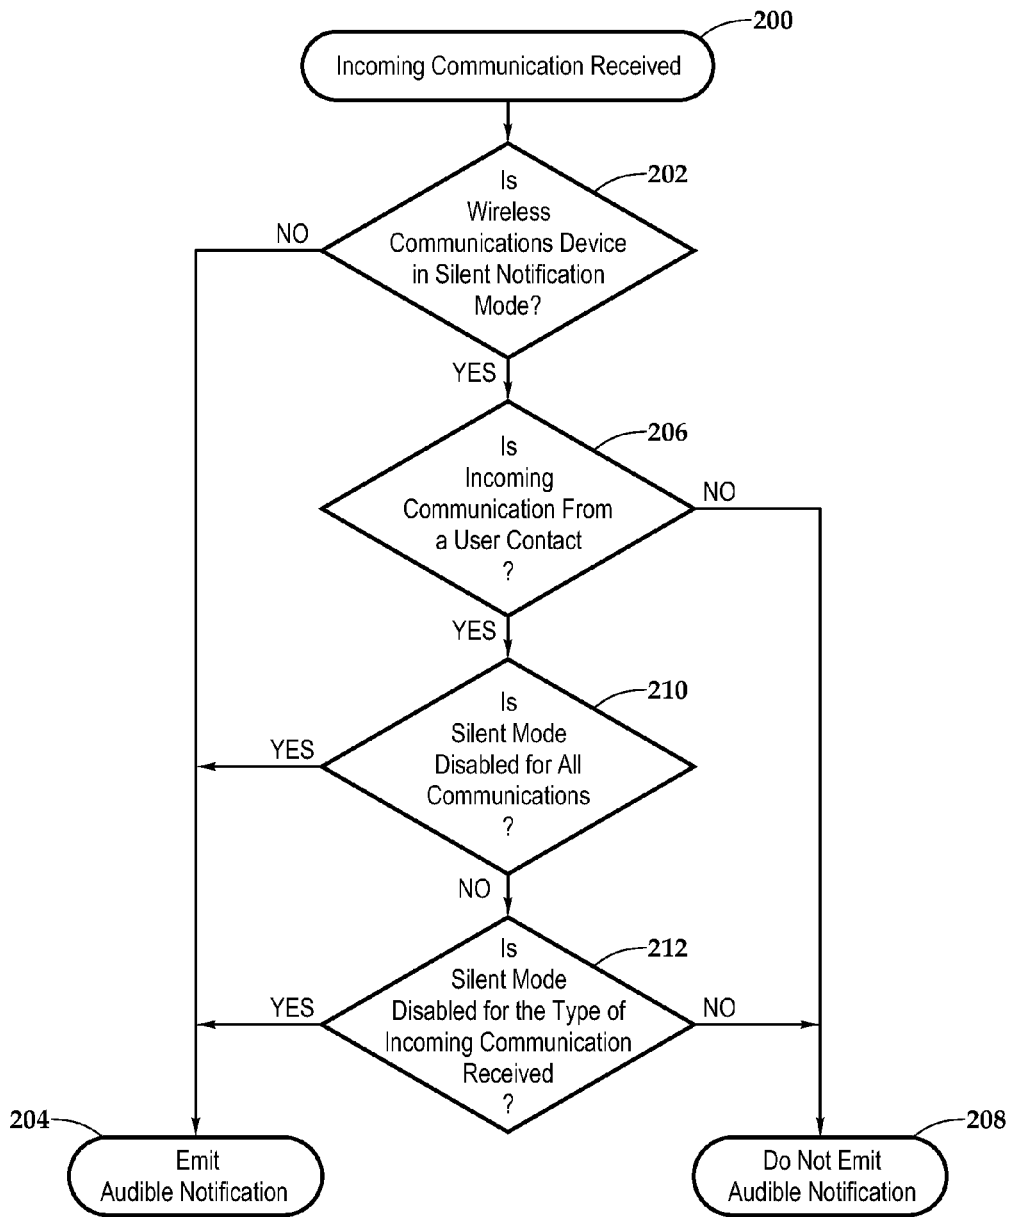 200
Incoming Communication Received
202
Is
Wireless
Communications Device
in Silent Notification
Mode?
NO
YES
206
Is
Incoming
Communication From
a User Contact
?
NO
YES
210
Is
Silent Mode
Disabled for All
Communications
?
YES
NO
212
Is
Silent Mode
Disabled for the Type of
Incoming Communication
Received
?
YES
NO
204
Emit
Audible Notification
208
Do Not Emit
Audible Notification